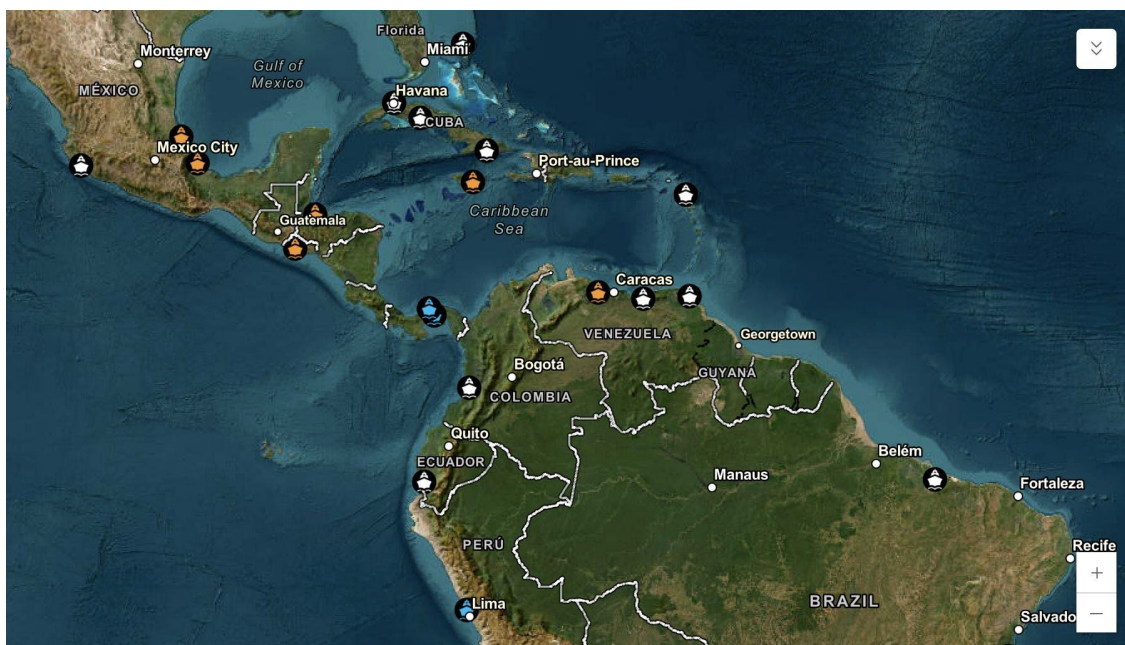 Florida
Miami
Monterrey
Gulf of
Mexico
MÉXICO
Havana
CUBA
Mexico City
Port-au-Prince
Caribbean
Sea
Guatemala
Caracas
VENEZUELA
Georgetown
GUYANA
Bogotá
COLOMBIA
Quito
ECUADOR
Belém
Manaus
Fortaleza
PERÚ
Recife
Lima
BRAZIL
Salvado
+
−